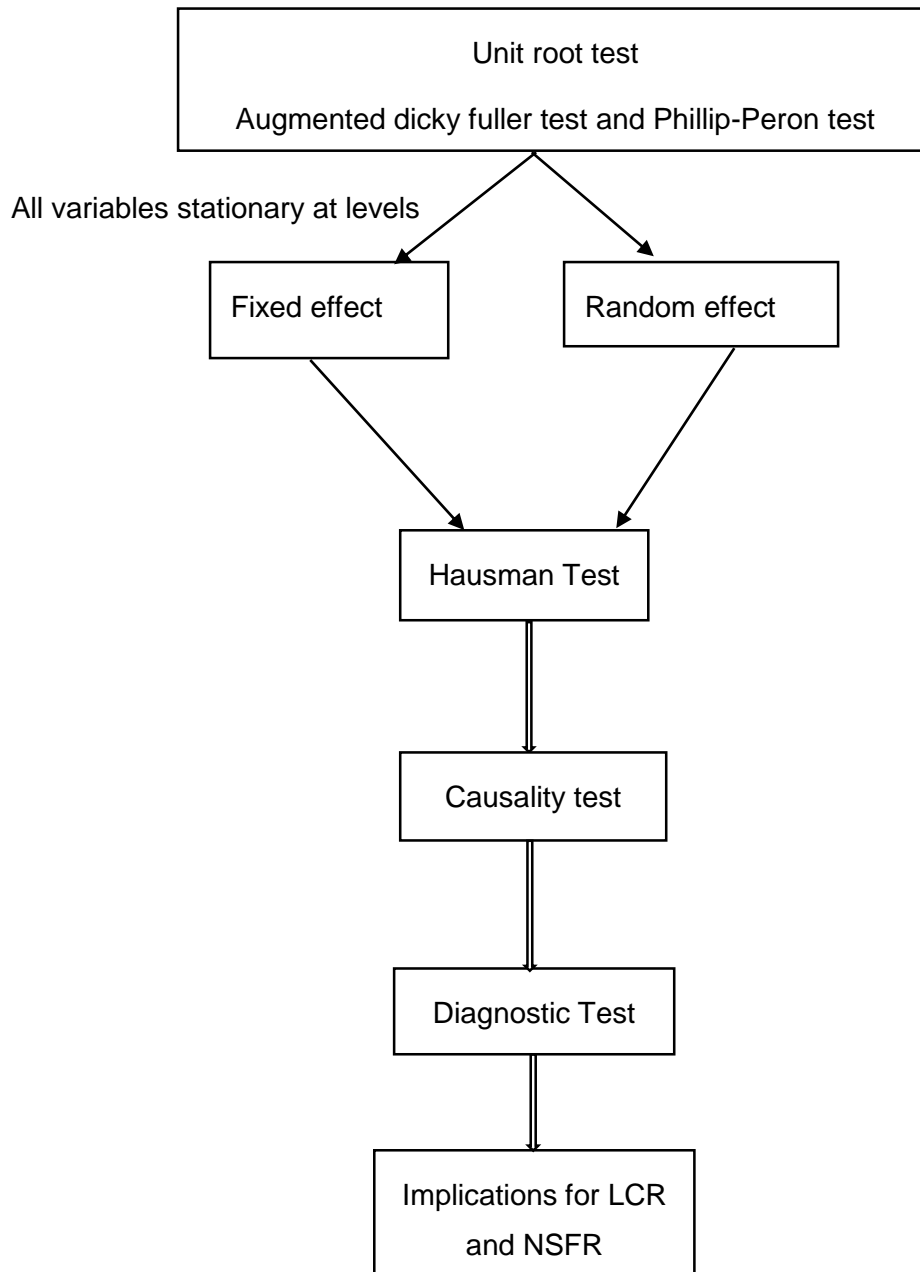 Unit root test
Augmented dicky fuller test and Phillip-Peron test
All variables stationary at levels
Fixed effect
Random effect
Hausman Test
Causality test
Diagnostic Test
Implications for LCR
and NSFR